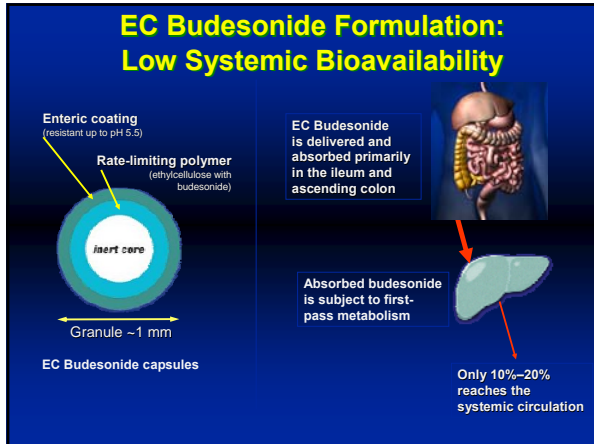 EC Budesonide Formulation:
Low Systemic Bioavailability
Enteric coating
(resistant up to pH 5.5)
Rate-limiting polymer
(ethylcellulose with
budesonide)
inert core
Granule ~1 mm
EC Budesonide capsules
EC Budesonide
is delivered and
absorbed primarily
in the ileum and
ascending colon
Absorbed budesonide
is subject to first-
pass metabolism
Only 10%–20%
reaches the
systemic circulation